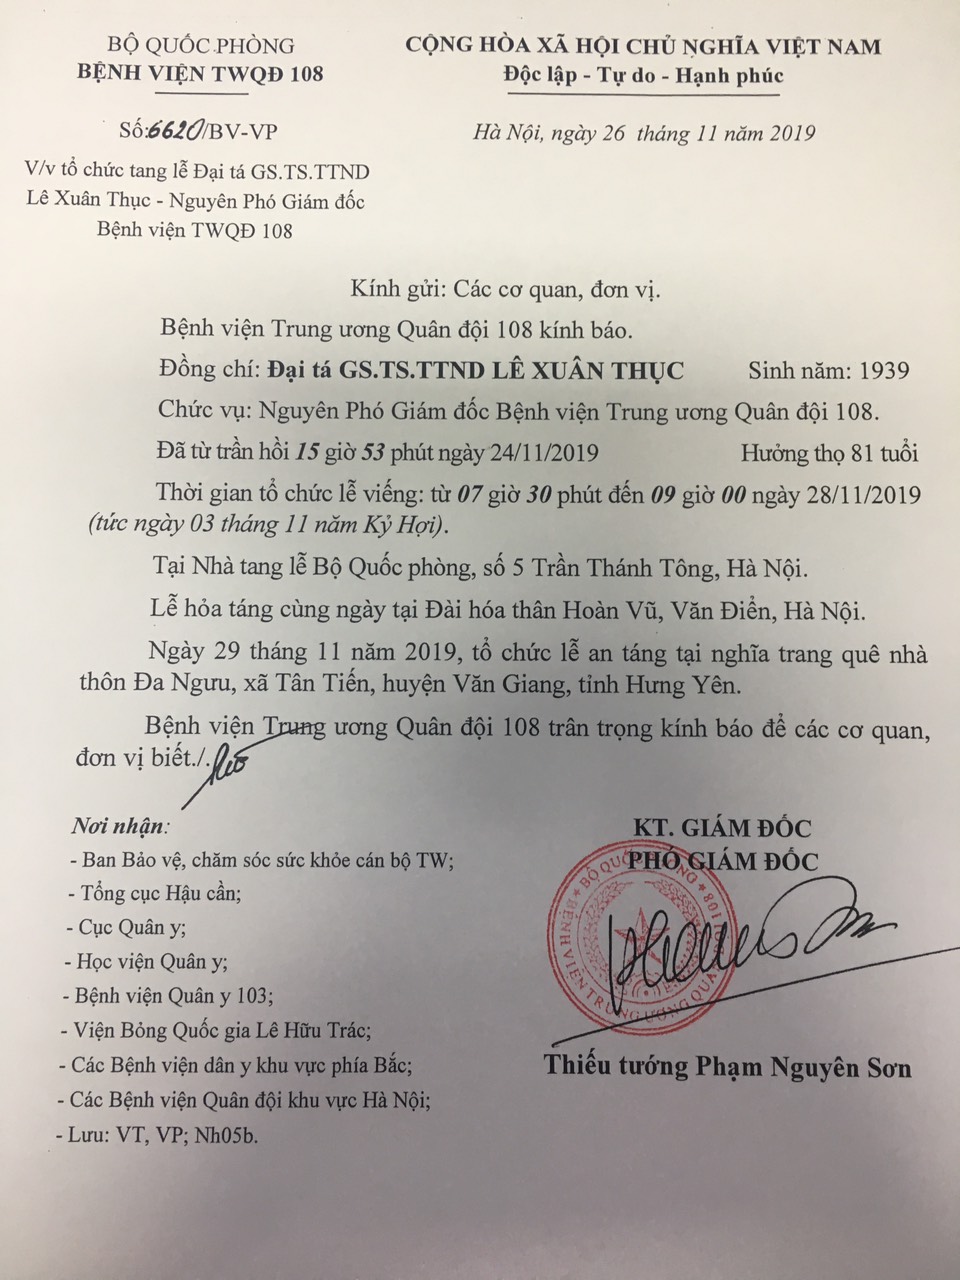 BỘ QUỐC PHÒNG
BỆNH VIỆN TWQĐ 108
CỘNG HÒA XÃ HỘI CHỦ NGHĨA VIỆT NAM
Độc lập - Tự do - Hạnh phúc
Số:6620/BV-VP
Hà Nội, ngày 26 tháng 11 năm 2019
V/v tổ chức tang lễ Đại tá GS.TS.TTND
Lê Xuân Thục - Nguyên Phó Giám đốc
Bệnh viện TWQĐ 108
Kính gửi: Các cơ quan, đơn vị.
Bệnh viện Trung ương Quân đội 108 kính báo.
Đồng chí: Đại tá GS.TS.TTND LÊ XUÂN THỤC Sinh năm: 1939
Chức vụ: Nguyên Phó Giám đốc Bệnh viện Trung ương Quân đội 108.
Đã từ trần hồi 15 giờ 53 phút ngày 24/11/2019 Hưởng thọ 81 tuổi
Thời gian tổ chức lễ viếng: từ 07 giờ 30 phút đến 09 giờ 00 ngày 28/11/2019
(tức ngày 03 tháng 11 năm Kỷ Hợi).
Tại Nhà tang lễ Bộ Quốc phòng, số 5 Trần Thánh Tông, Hà Nội.
Lễ hỏa táng cùng ngày tại Đài hóa thân Hoàn Vũ, Văn Điển, Hà Nội.
Ngày 29 tháng 11 năm 2019, tổ chức lễ an táng tại nghĩa trang quê nhà
thôn Đa Ngưu, xã Tân Tiến, huyện Văn Giang, tỉnh Hưng Yên.
Bệnh viện Trung ương Quân đội 108 trân trọng kính báo để các cơ quan,
đơn vị biết./.
Nơi nhận:
- Ban Bảo vệ, chăm sóc sức khỏe cán bộ TW;
- Tổng cục Hậu cần;
- Cục Quân y;
- Học viện Quân y;
- Bệnh viện Quân y 103;
- Viện Bỏng Quốc gia Lê Hữu Trác;
- Các Bệnh viện dân y khu vực phía Bắc;
- Các Bệnh viện Quân đội khu vực Hà Nội;
- Lưu: VT, VP; Nh05b.
KT. GIÁM ĐỐC
PHÓ GIÁM ĐỐC
BỆNH VIỆN TRUNG ƯƠNG QUÂN
Thiếu tướng Phạm Nguyên Sơn